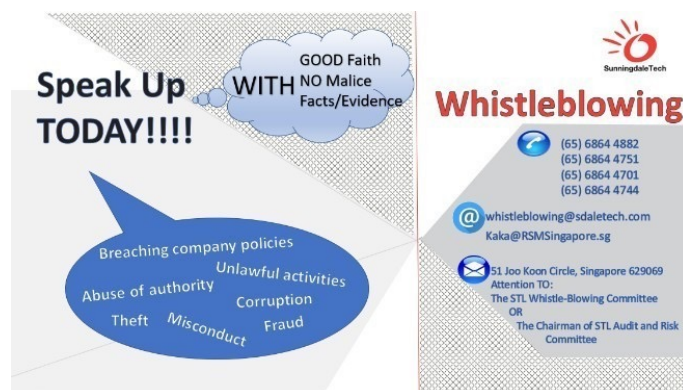 Speak Up
TODAY!!!!
WITH
GOOD Faith
NO Malice
Facts/Evidence
Breaching company policies
Unlawful activities
Abuse of authority
Corruption
Theft
Misconduct
Fraud
SunningdaleTech
Whistleblowing
(65) 6864 4882
(65) 6864 4751
(65) 6864 4701
(65) 6864 4744
@
whistleblowing@sdaletech.com
Kaka@RSMSingapore.sg
51 Joo Koon Circle, Singapore 629069
Attention TO:
The STL Whistle-Blowing Committee
OR
The Chairman of STL Audit and Risk
Committee